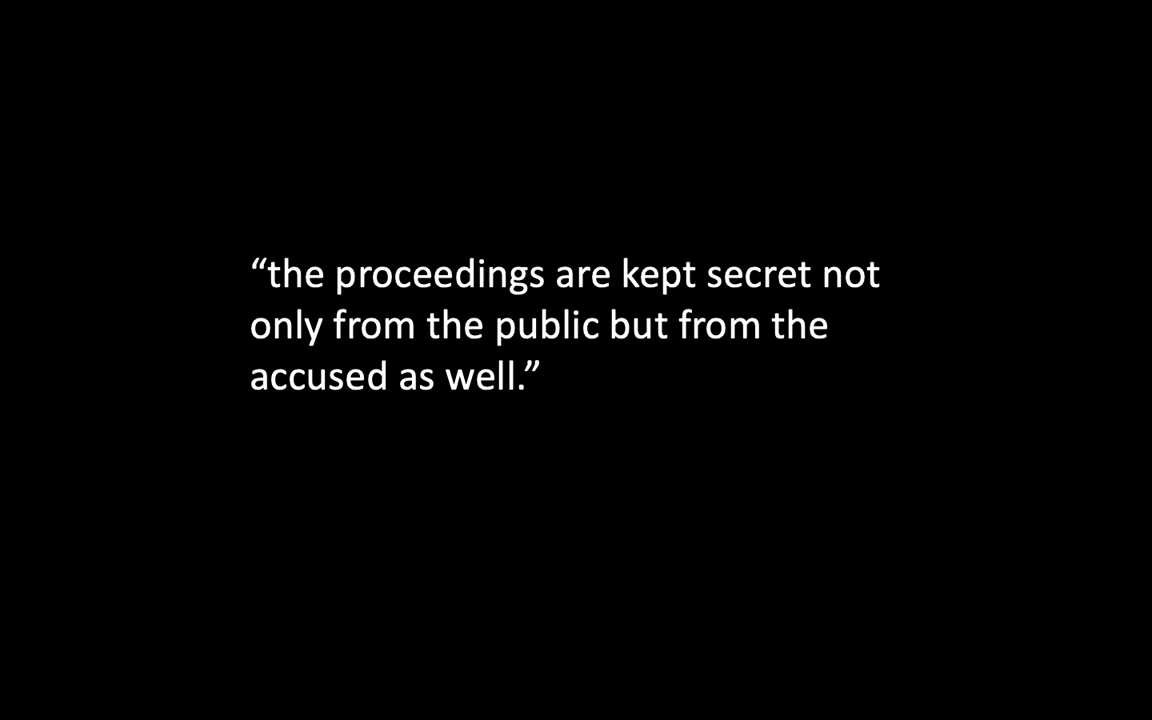 “the proceedings are kept secret not
only from the public but from the
accused as well.”